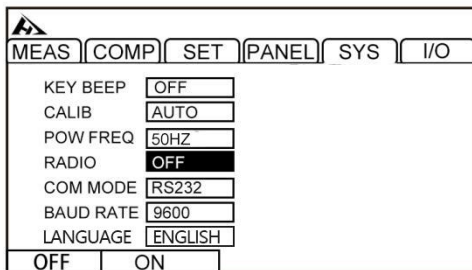 MEAS COMP SET PANEL SYS I/O
KEY BEEP OFF
CALIB AUTO
POW FREQ 50HZ
RADIO OFF
COM MODE RS232
BAUD RATE 9600
LANGUAGE ENGLISH
OFF ON